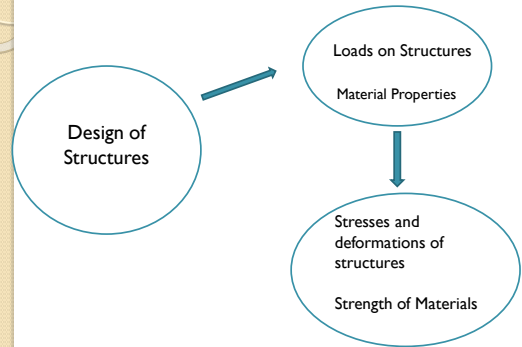 Design of
Structures
Loads on Structures
Material Properties
Stresses and
deformations of
structures
Strength of Materials